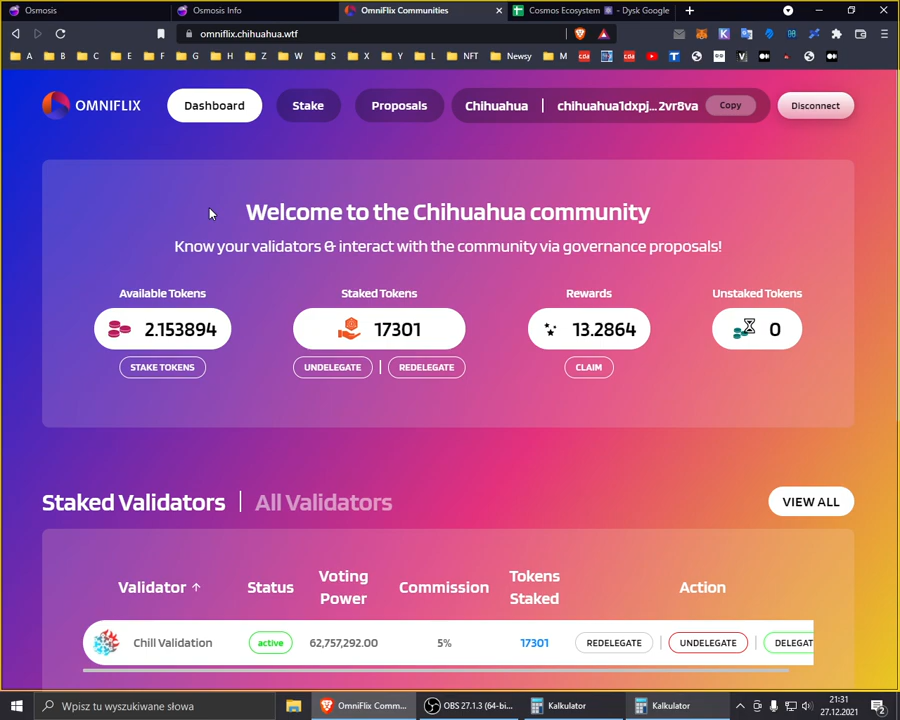 Osmosis
Osmosis Info
OmniFlix Communities
Cosmos Ecosystem
- Dysk Google
omniflix.chihuahua.wtf
A
B
C
E
F
G
H
Z
W
S
X
Y
L
NFT
Newsy
M
OMNIFLIX
Dashboard
Stake
Proposals
Chihuahua
chihuahua1dxpj...2vr8va
Copy
Disconnect
Welcome to the Chihuahua community
Know your validators & interact with the community via governance proposals!
Available Tokens
Staked Tokens
Rewards
Unstaked Tokens
2.153894
17301
13.2864
0
STAKE TOKENS
UNDELEGATE
REDELEGATE
CLAIM
Staked Validators
All Validators
VIEW ALL
Validator ↑
Status
Voting
Power
Commission
Tokens
Staked
Action
Chill Validation
active
62,757,292.00
5%
17301
REDELEGATE
UNDELEGATE
DELEGAT
Wpisz tu wyszukiwane słowa
OmniFlix Comm...
OBS 27.1.3 (64-bi...
Kalkulator
Kalkulator
21:31
27.12.2021
2